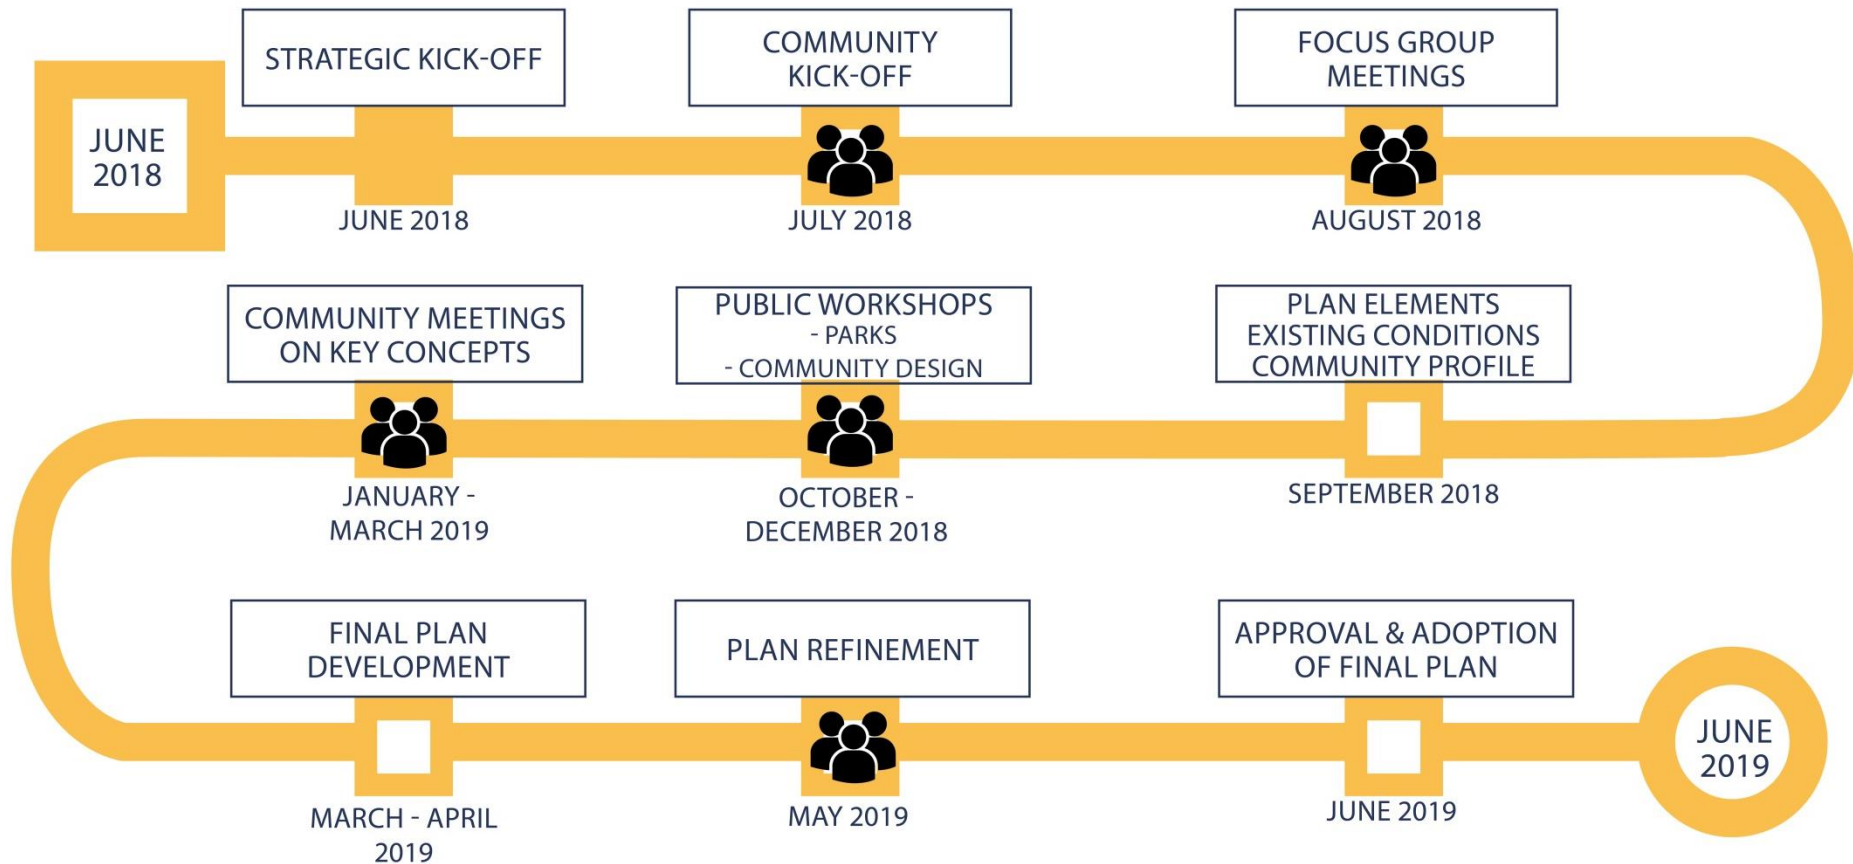 JUNE
2018
STRATEGIC KICK-OFF
JUNE 2018
COMMUNITY
KICK-OFF
JULY 2018
FOCUS GROUP
MEETINGS
AUGUST 2018
PLAN ELEMENTS
EXISTING CONDITIONS
COMMUNITY PROFILE
SEPTEMBER 2018
PUBLIC WORKSHOPS
- PARKS
- COMMUNITY DESIGN
OCTOBER -
DECEMBER 2018
COMMUNITY MEETINGS
ON KEY CONCEPTS
JANUARY -
MARCH 2019
FINAL PLAN
DEVELOPMENT
MARCH - APRIL
2019
PLAN REFINEMENT
MAY 2019
APPROVAL & ADOPTION
OF FINAL PLAN
JUNE 2019
JUNE
2019